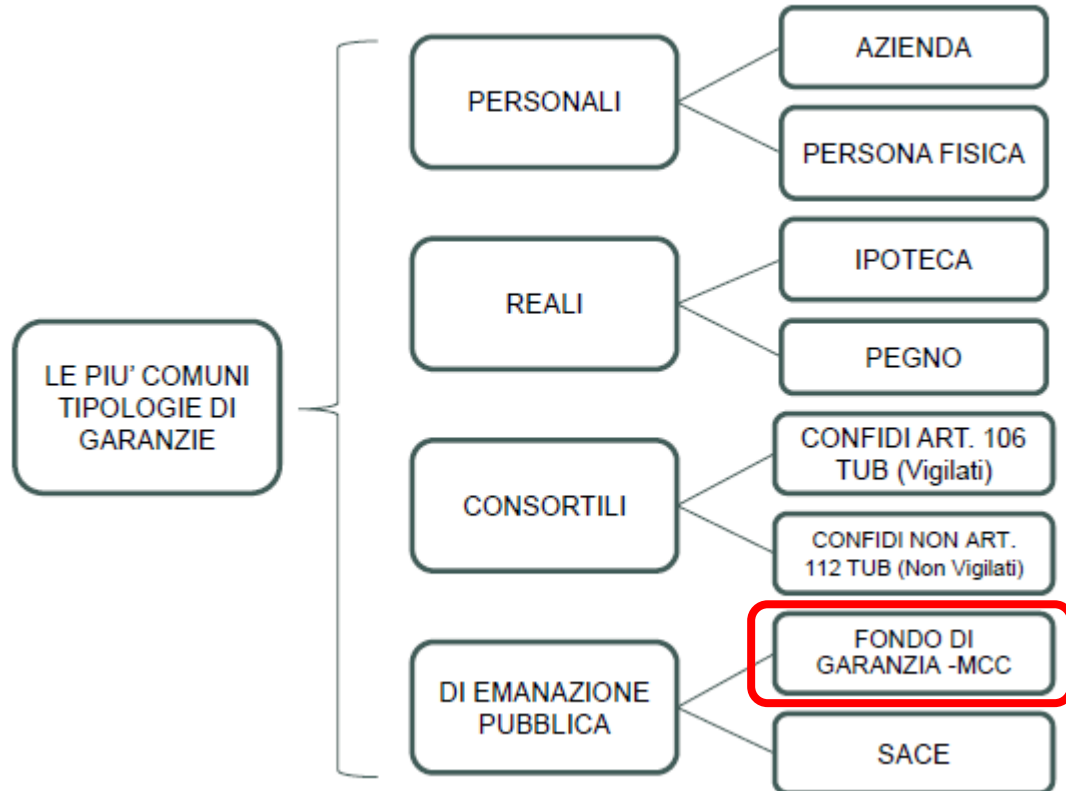 LE PIU' COMUNI
TIPOLOGIE DI
GARANZIE
PERSONALI
AZIENDA
PERSONA FISICA
REALI
IPOTECA
PEGNO
CONSORTILI
CONFIDI ART. 106
TUB (Vigilati)
CONFIDI NON ART.
112 TUB (Non Vigilati)
DI EMANAZIONE
PUBBLICA
FONDO DI
GARANZIA -MCC
SACE